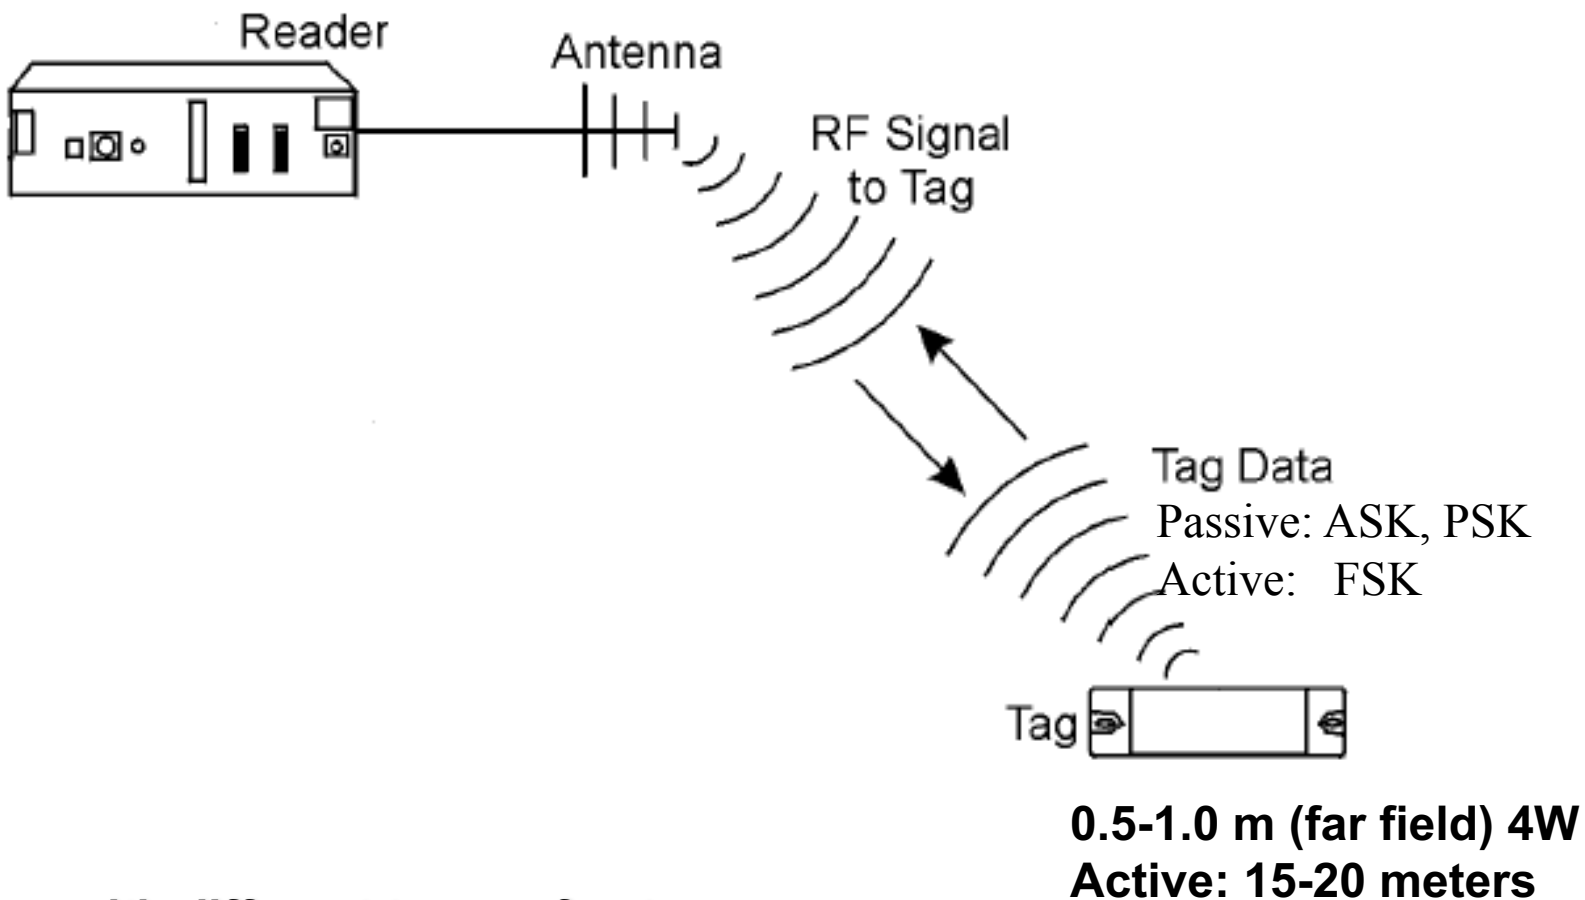 Reader
Antenna
RF Signal
to Tag
Tag Data
Passive: ASK, PSK
Active: FSK
Tag
0.5-1.0 m (far field) 4W
Active: 15-20 meters